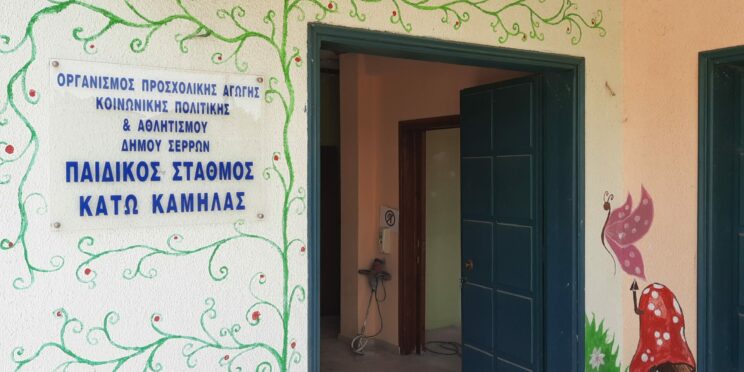 ΟΡΓΑΝΙΣΜΟΣ ΠΡΟΣΧΟΛΙΚΗΣ ΑΓΩΓΗΣ
ΚΟΙΝΩΝΙΚΗΣ ΠΟΛΙΤΙΚΗΣ
& ΑΘΛΗΤΙΣΜΟΥ
ΔΗΜΟΥ ΣΕΡΡΩΝ
ΠΑΙΔΙΚΟΣ ΣΤΑΘΜΟΣ
ΚΑΤΩ ΚΑΜΗΛΑΣ